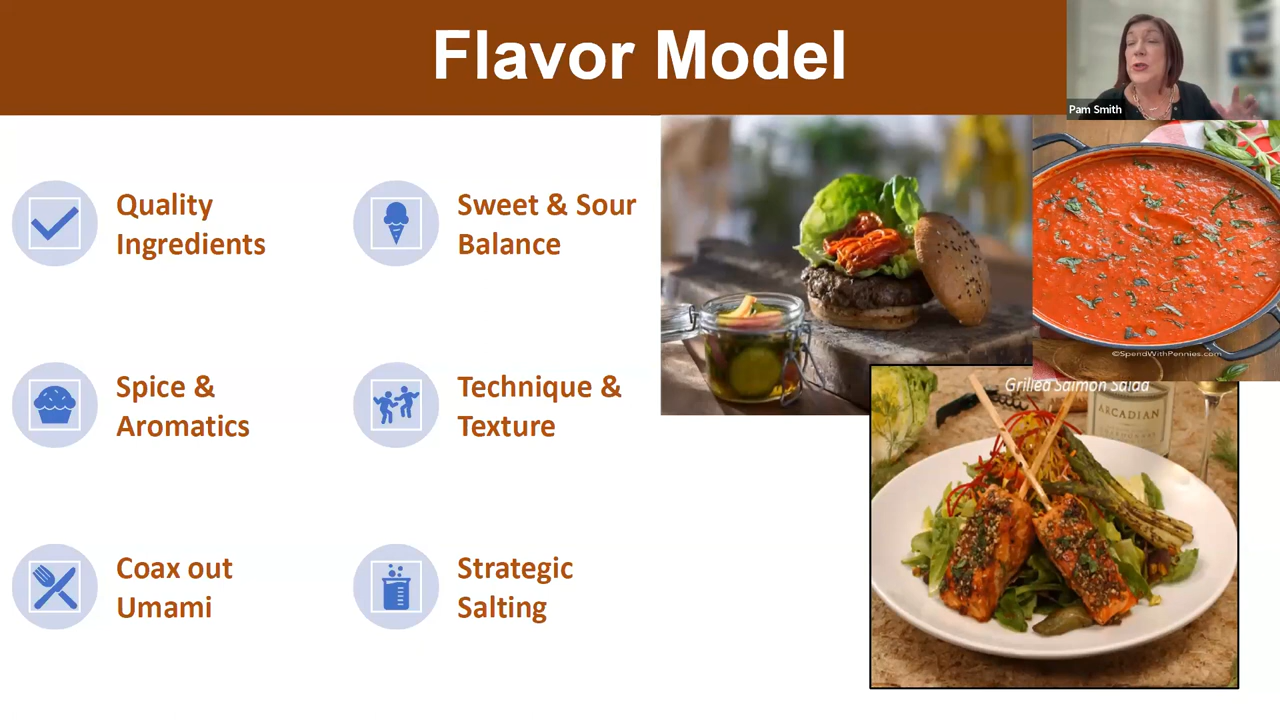 Flavor Model
Pam Smith
Quality
Ingredients
Sweet & Sour
Balance
Spice &
Aromatics
Technique &
Texture
Coax out
Umami
Strategic
Salting
©SpendWithPennies.com
Grilled Salmon Salad
ARCADIAN